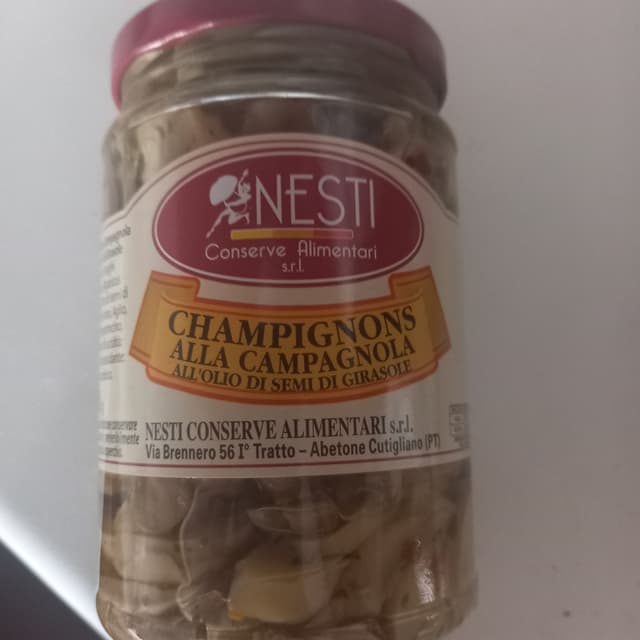 NESTI
Conserve Alimentari
s.r.l.
CHAMPIGNONS
ALLA CAMPAGNOLA
ALL'OLIO DI SEMI DI GIRASOLE
NESTI CONSERVE ALIMENTARI s.r.l.
Via Brennero 56 I° Tratto – Abetone Cutigliano (PT)